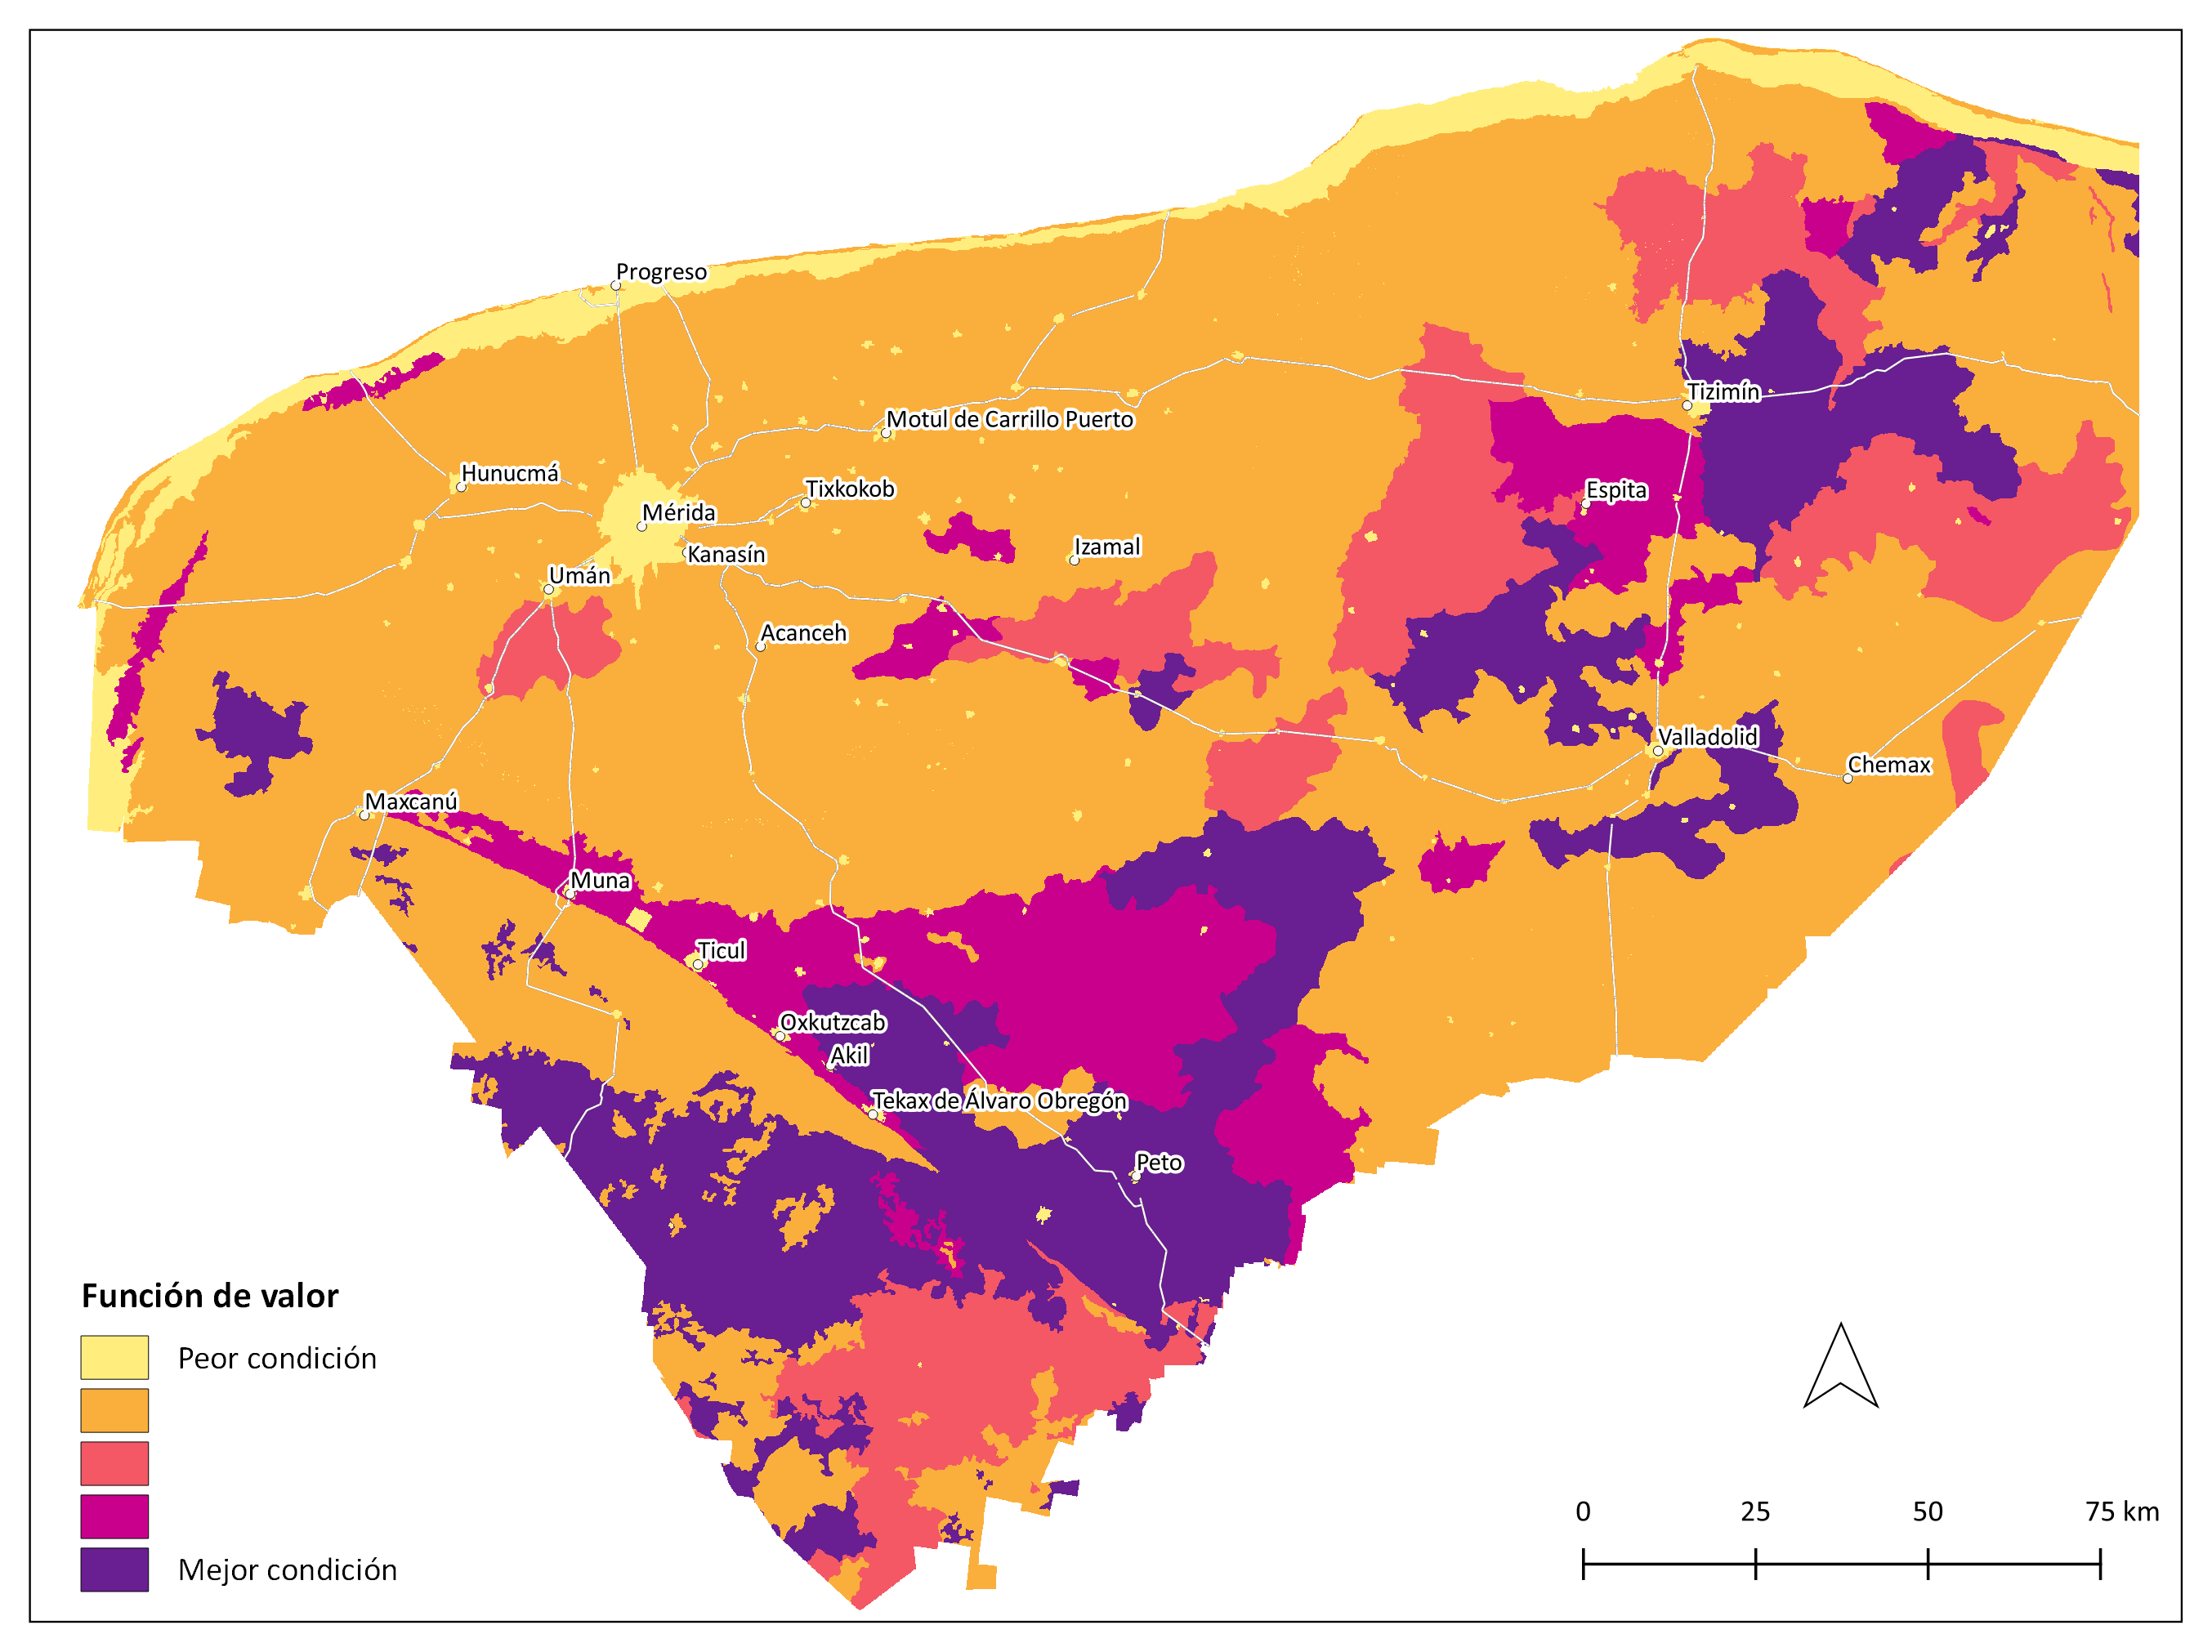 Progreso
Tizimín
Motul de Carrillo Puerto
Hunucmá
Tixkokob
Espita
Mérida
Izamal
Kanasín
Umán
Acanceh
Valladolid
Chemax
Maxcanú
Muna
Ticul
Oxkutzcab
Akil
Tekax de Álvaro Obregón
Peto
Función de valor
Peor condición
Mejor condición
0 25 50 75 km